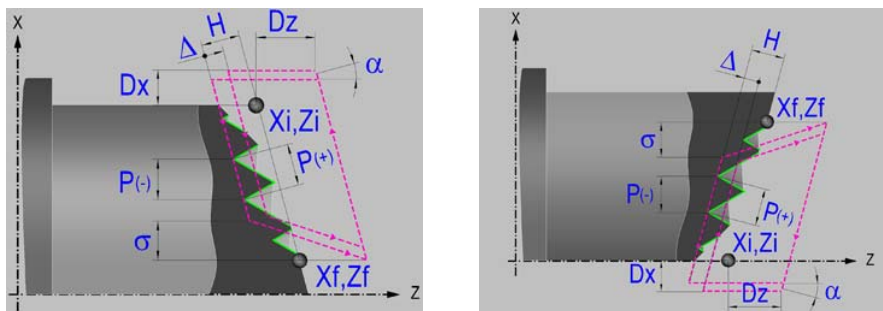 X
H
Dz
Δ
α
Dx
Xi,Zi
P(+)
P(-)
σ
Xf,Zf
Z
X
H
Δ
Xf,Zf
σ
P(-)
P(+)
Xi,Zi
Z
Dx
α
Dz